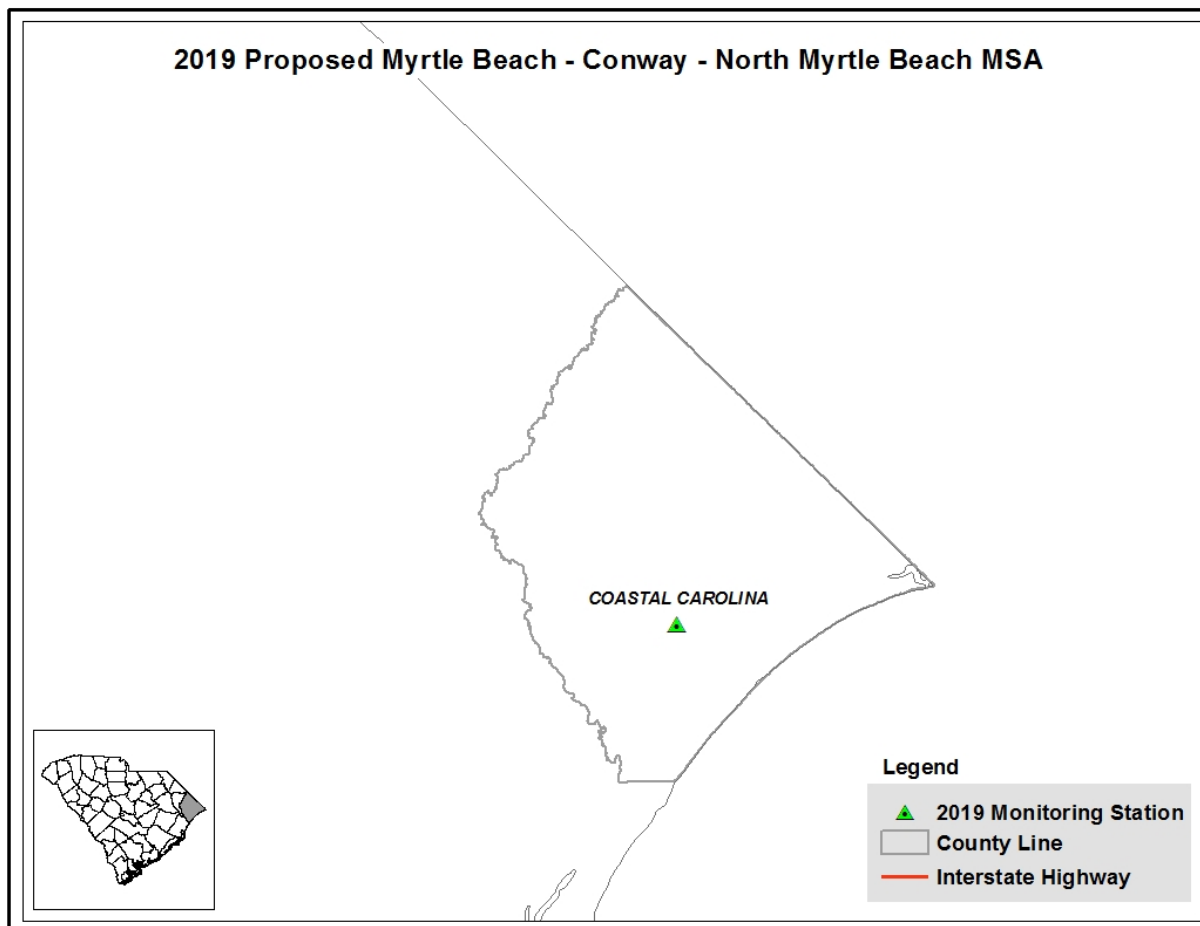 2019 Proposed Myrtle Beach - Conway - North Myrtle Beach MSA
COASTAL CAROLINA
Legend
2019 Monitoring Station
County Line
Interstate Highway